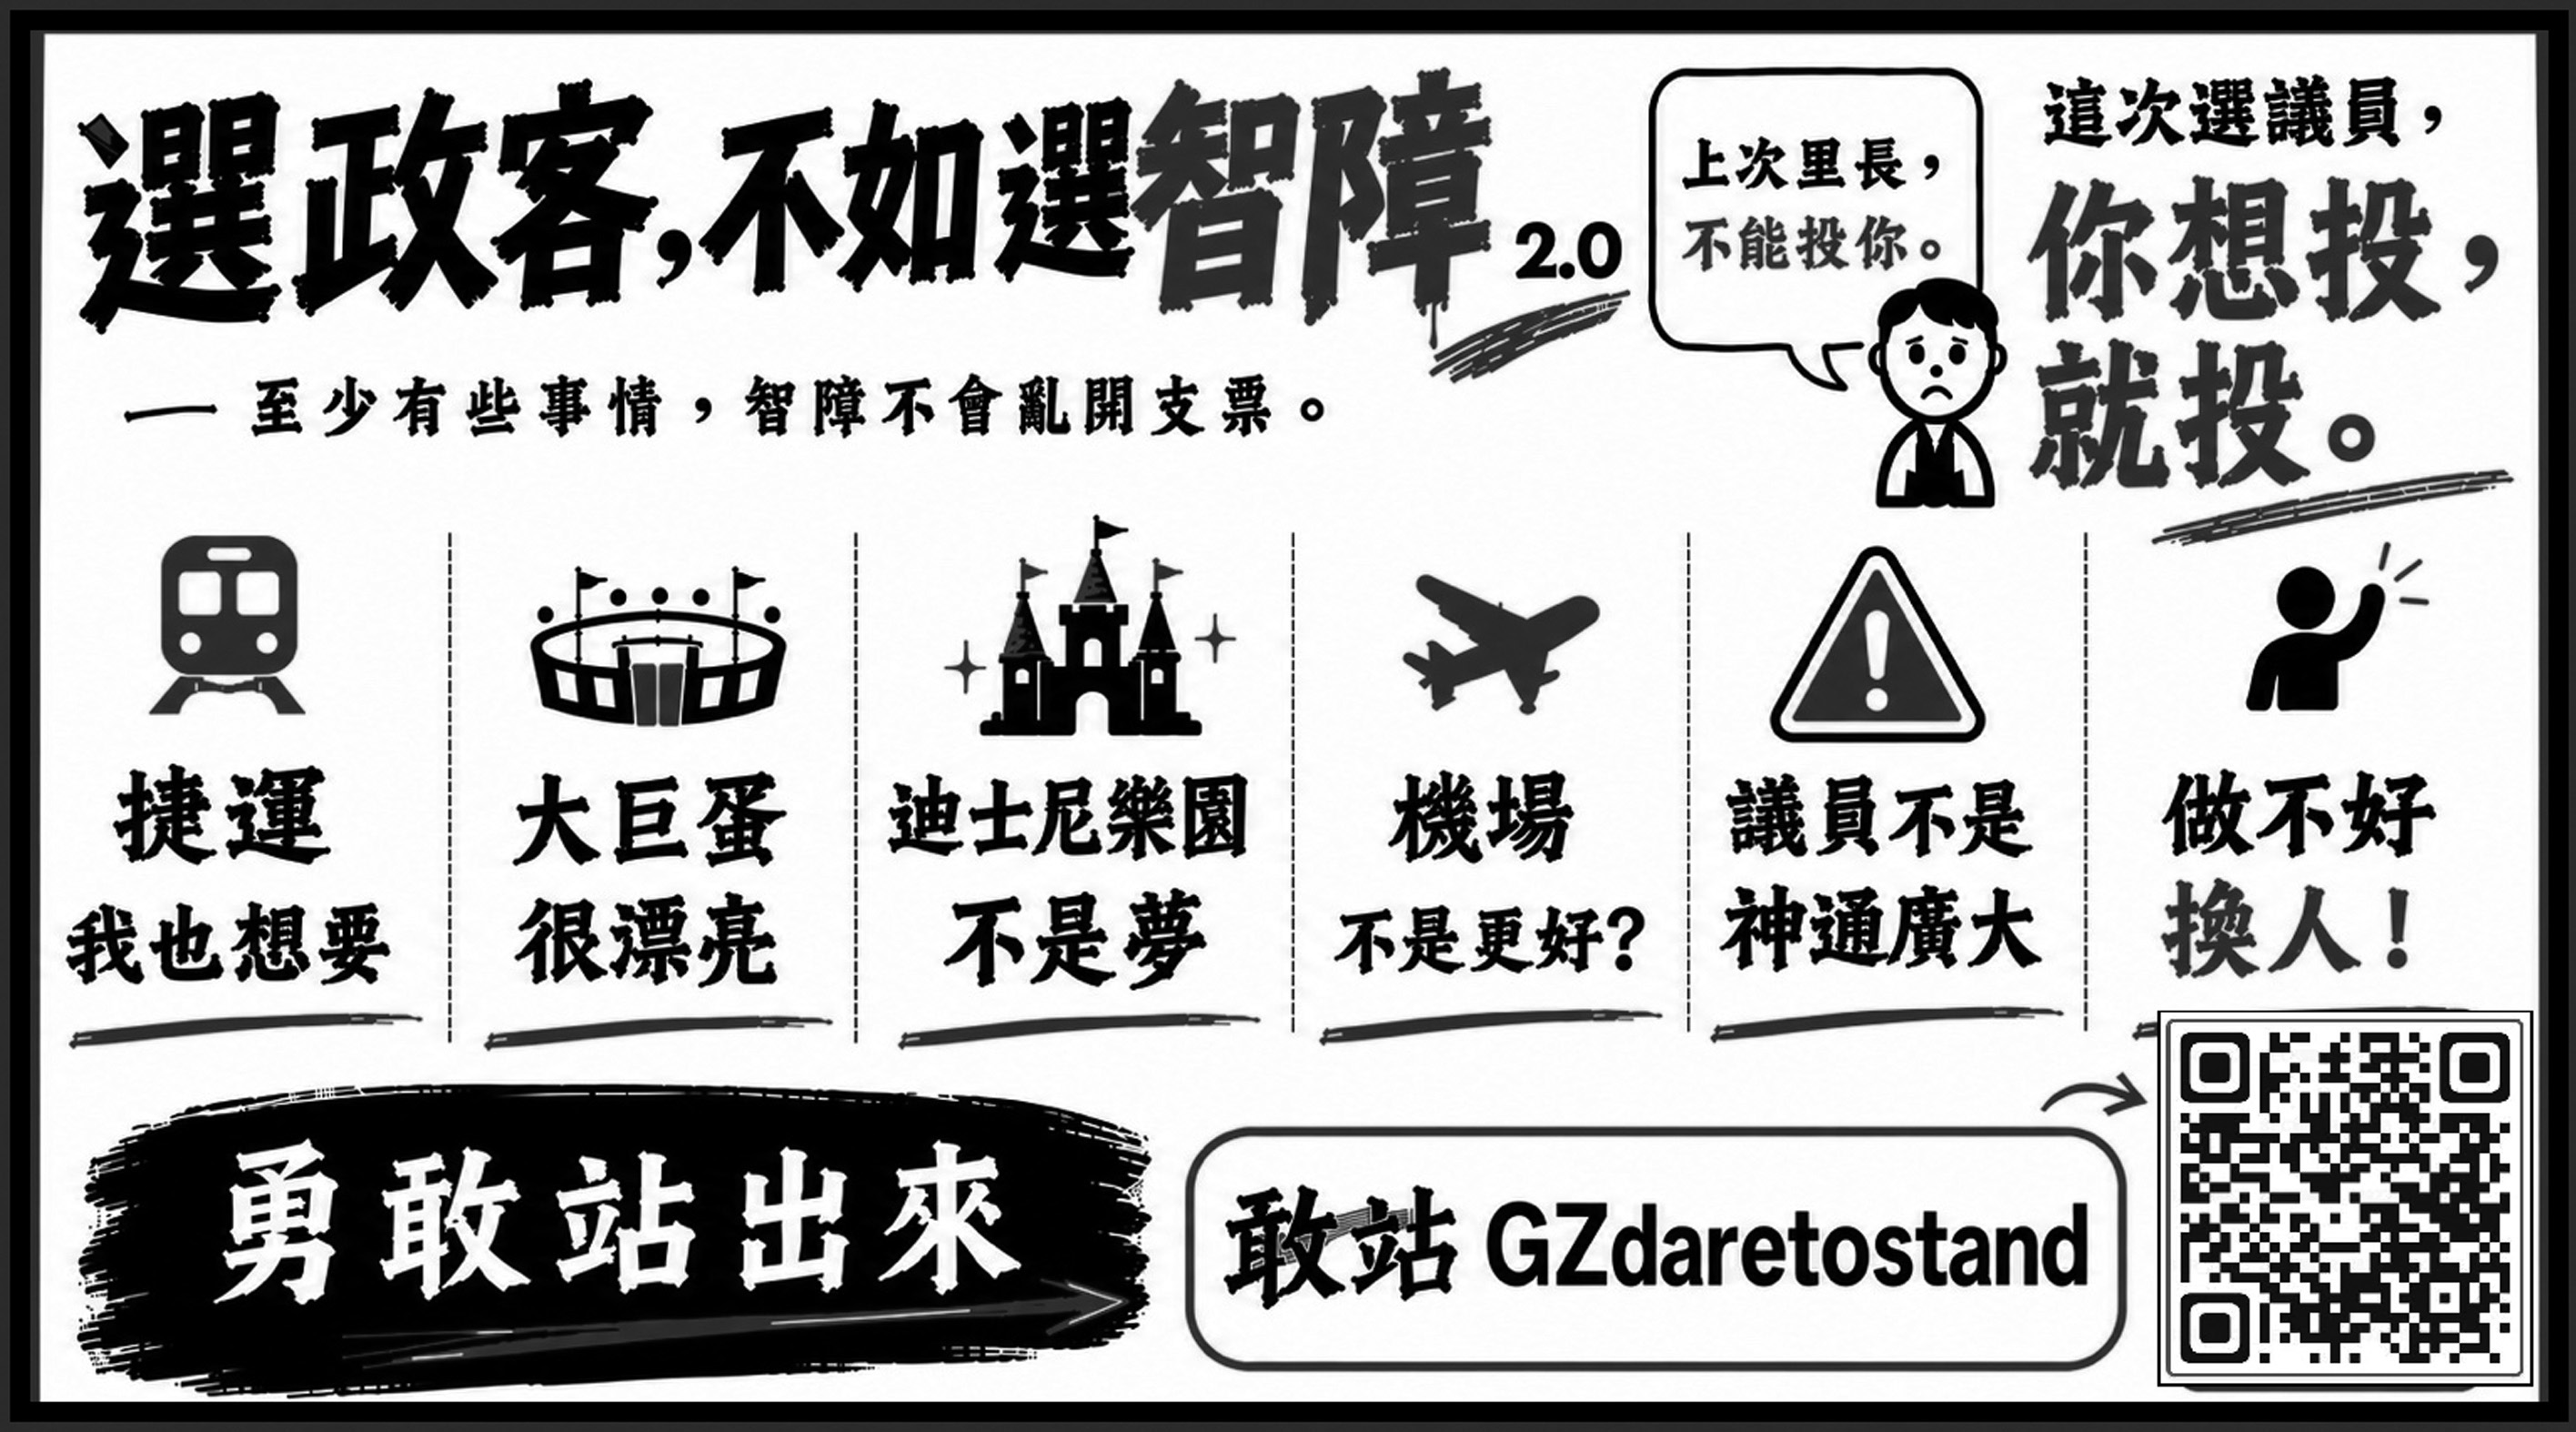 選政客,不如選智障 2.0
— 至少有些事情，智障不會亂開支票。
上次里長，
不能投你。
這次選議員，
你想投，
就投。
捷運
我也想要
大巨蛋
很漂亮
迪士尼樂園
不是夢
機場
不是更好?
議員不是
神通廣大
做不好
換人!
勇敢站出來
敢站 GZdaretostand